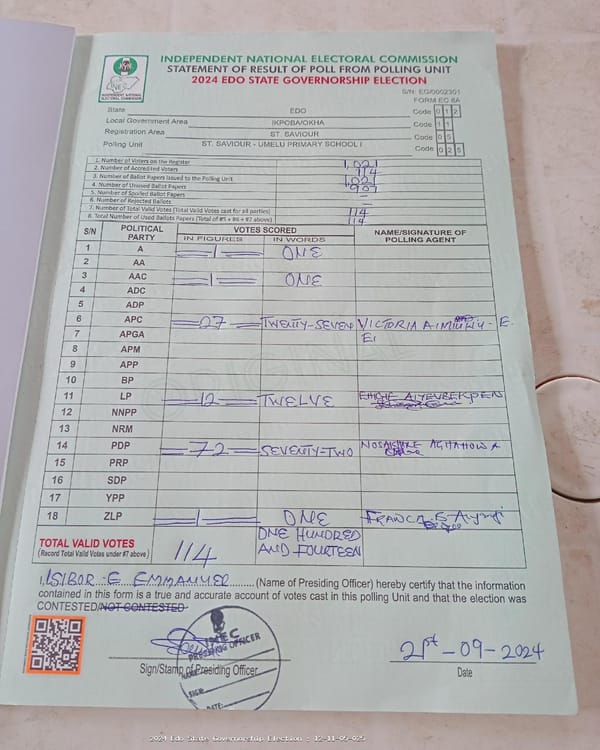 INDEPENDENT NATIONAL ELECTORAL COMMISSION
STATEMENT OF RESULT OF POLL FROM POLLING UNIT
2024 EDO STATE GOVERNORSHIP ELECTION
INEC
INDEPENDENT NATIONAL ELECTORAL COMMISSION
S/N: EG/0002301
FORM EC 8A
State EDO Code 0 1 2
Local Government Area IKPOBA/OKHA Code 1 1
Registration Area ST. SAVIOUR Code 0 5
Polling Unit ST. SAVIOUR - UMELU PRIMARY SCHOOL I Code 0 2 5
1. Number of Voters on the Register 1,021
2. Number of Accredited Voters 114
3. Number of Ballot Papers Issued to the Polling Unit 1,021
4. Number of Unused Ballot Papers 907
5. Number of Spoiled Ballot Papers –
6. Number of Rejected Ballots –
7. Number of Total Valid Votes (Total Valid Votes cast for all parties) 114
8. Total Number of Used Ballots Papers (Total of #5 + #6 + #7 above) 114
S/N POLITICAL PARTY VOTES SCORED NAME/SIGNATURE OF POLLING AGENT
IN FIGURES IN WORDS
1 A 1 ONE
2 AA
3 AAC 1 ONE
4 ADC
5 ADP
6 APC 27 TWENTY-SEVEN VICTORIA
7 APGA
8 APM
9 APP
10 BP
11 LP 12 TWELVE
12 NNPP
13 NRM
14 PDP 72 SEVENTY-TWO
15 PRP
16 SDP
17 YPP
18 ZLP 1 ONE
ORIGINAL
TOTAL VALID VOTES 114 ONE HUNDRED
(Record Total Valid Votes under #7 above) AND FOURTEEN
I, ISIBOR E EMMANUEL (Name of Presiding Officer) hereby certify that the information
contained in this form is a true and accurate account of votes cast in this polling Unit and that the election was
CONTESTED/NOT CONTESTED
INEC
PRESIDING OFFICER
NAME:
SIGN:
DATE:
Sign/Stamp of Presiding Officer
21st-09-2024
Date
2024 Edo State Governorship Election : 12-11-05-025